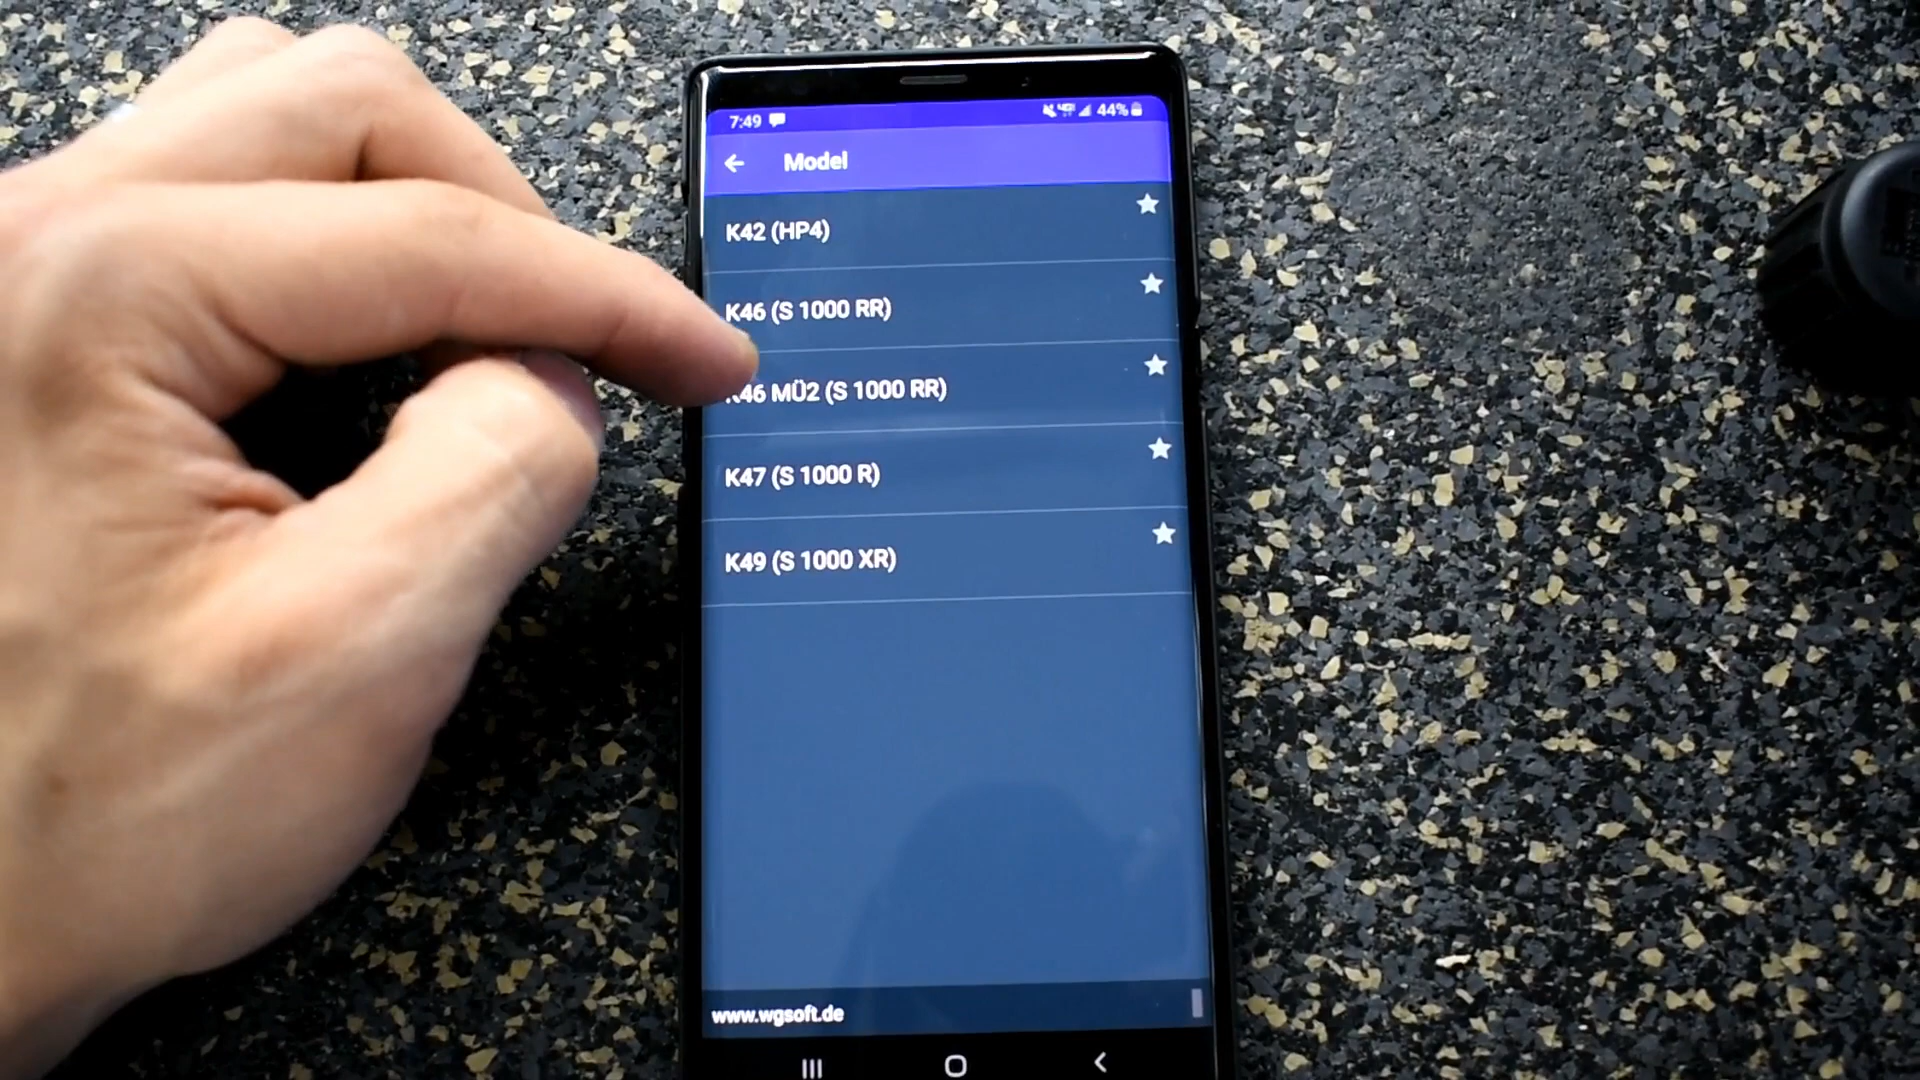 7:49 44%
Model
K42 (HP4)
K46 (S 1000 RR)
K46 MÜ2 (S 1000 RR)
K47 (S 1000 R)
K49 (S 1000 XR)
www.wgsoft.de